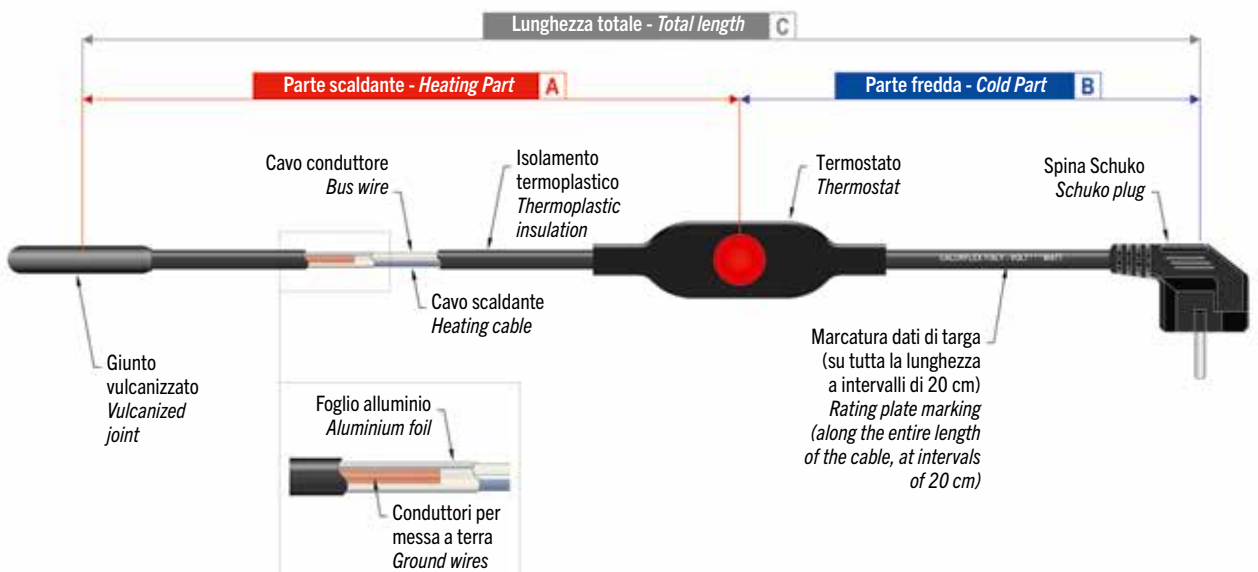 Lunghezza totale - Total length C
Parte scaldante - Heating Part A
Parte fredda - Cold Part B
Cavo conduttore
Bus wire
Isolamento
termoplastico
Thermoplastic
insulation
Termostato
Thermostat
Spina Schuko
Schuko plug
Cavo scaldante
Heating cable
Giunto
vulcanizzato
Vulcanized
joint
Marcatura dati di targa
(su tutta la lunghezza
a intervalli di 20 cm)
Rating plate marking
(along the entire length
of the cable, at intervals
of 20 cm)
Foglio alluminio
Aluminium foil
Conduttori per
messa a terra
Ground wires